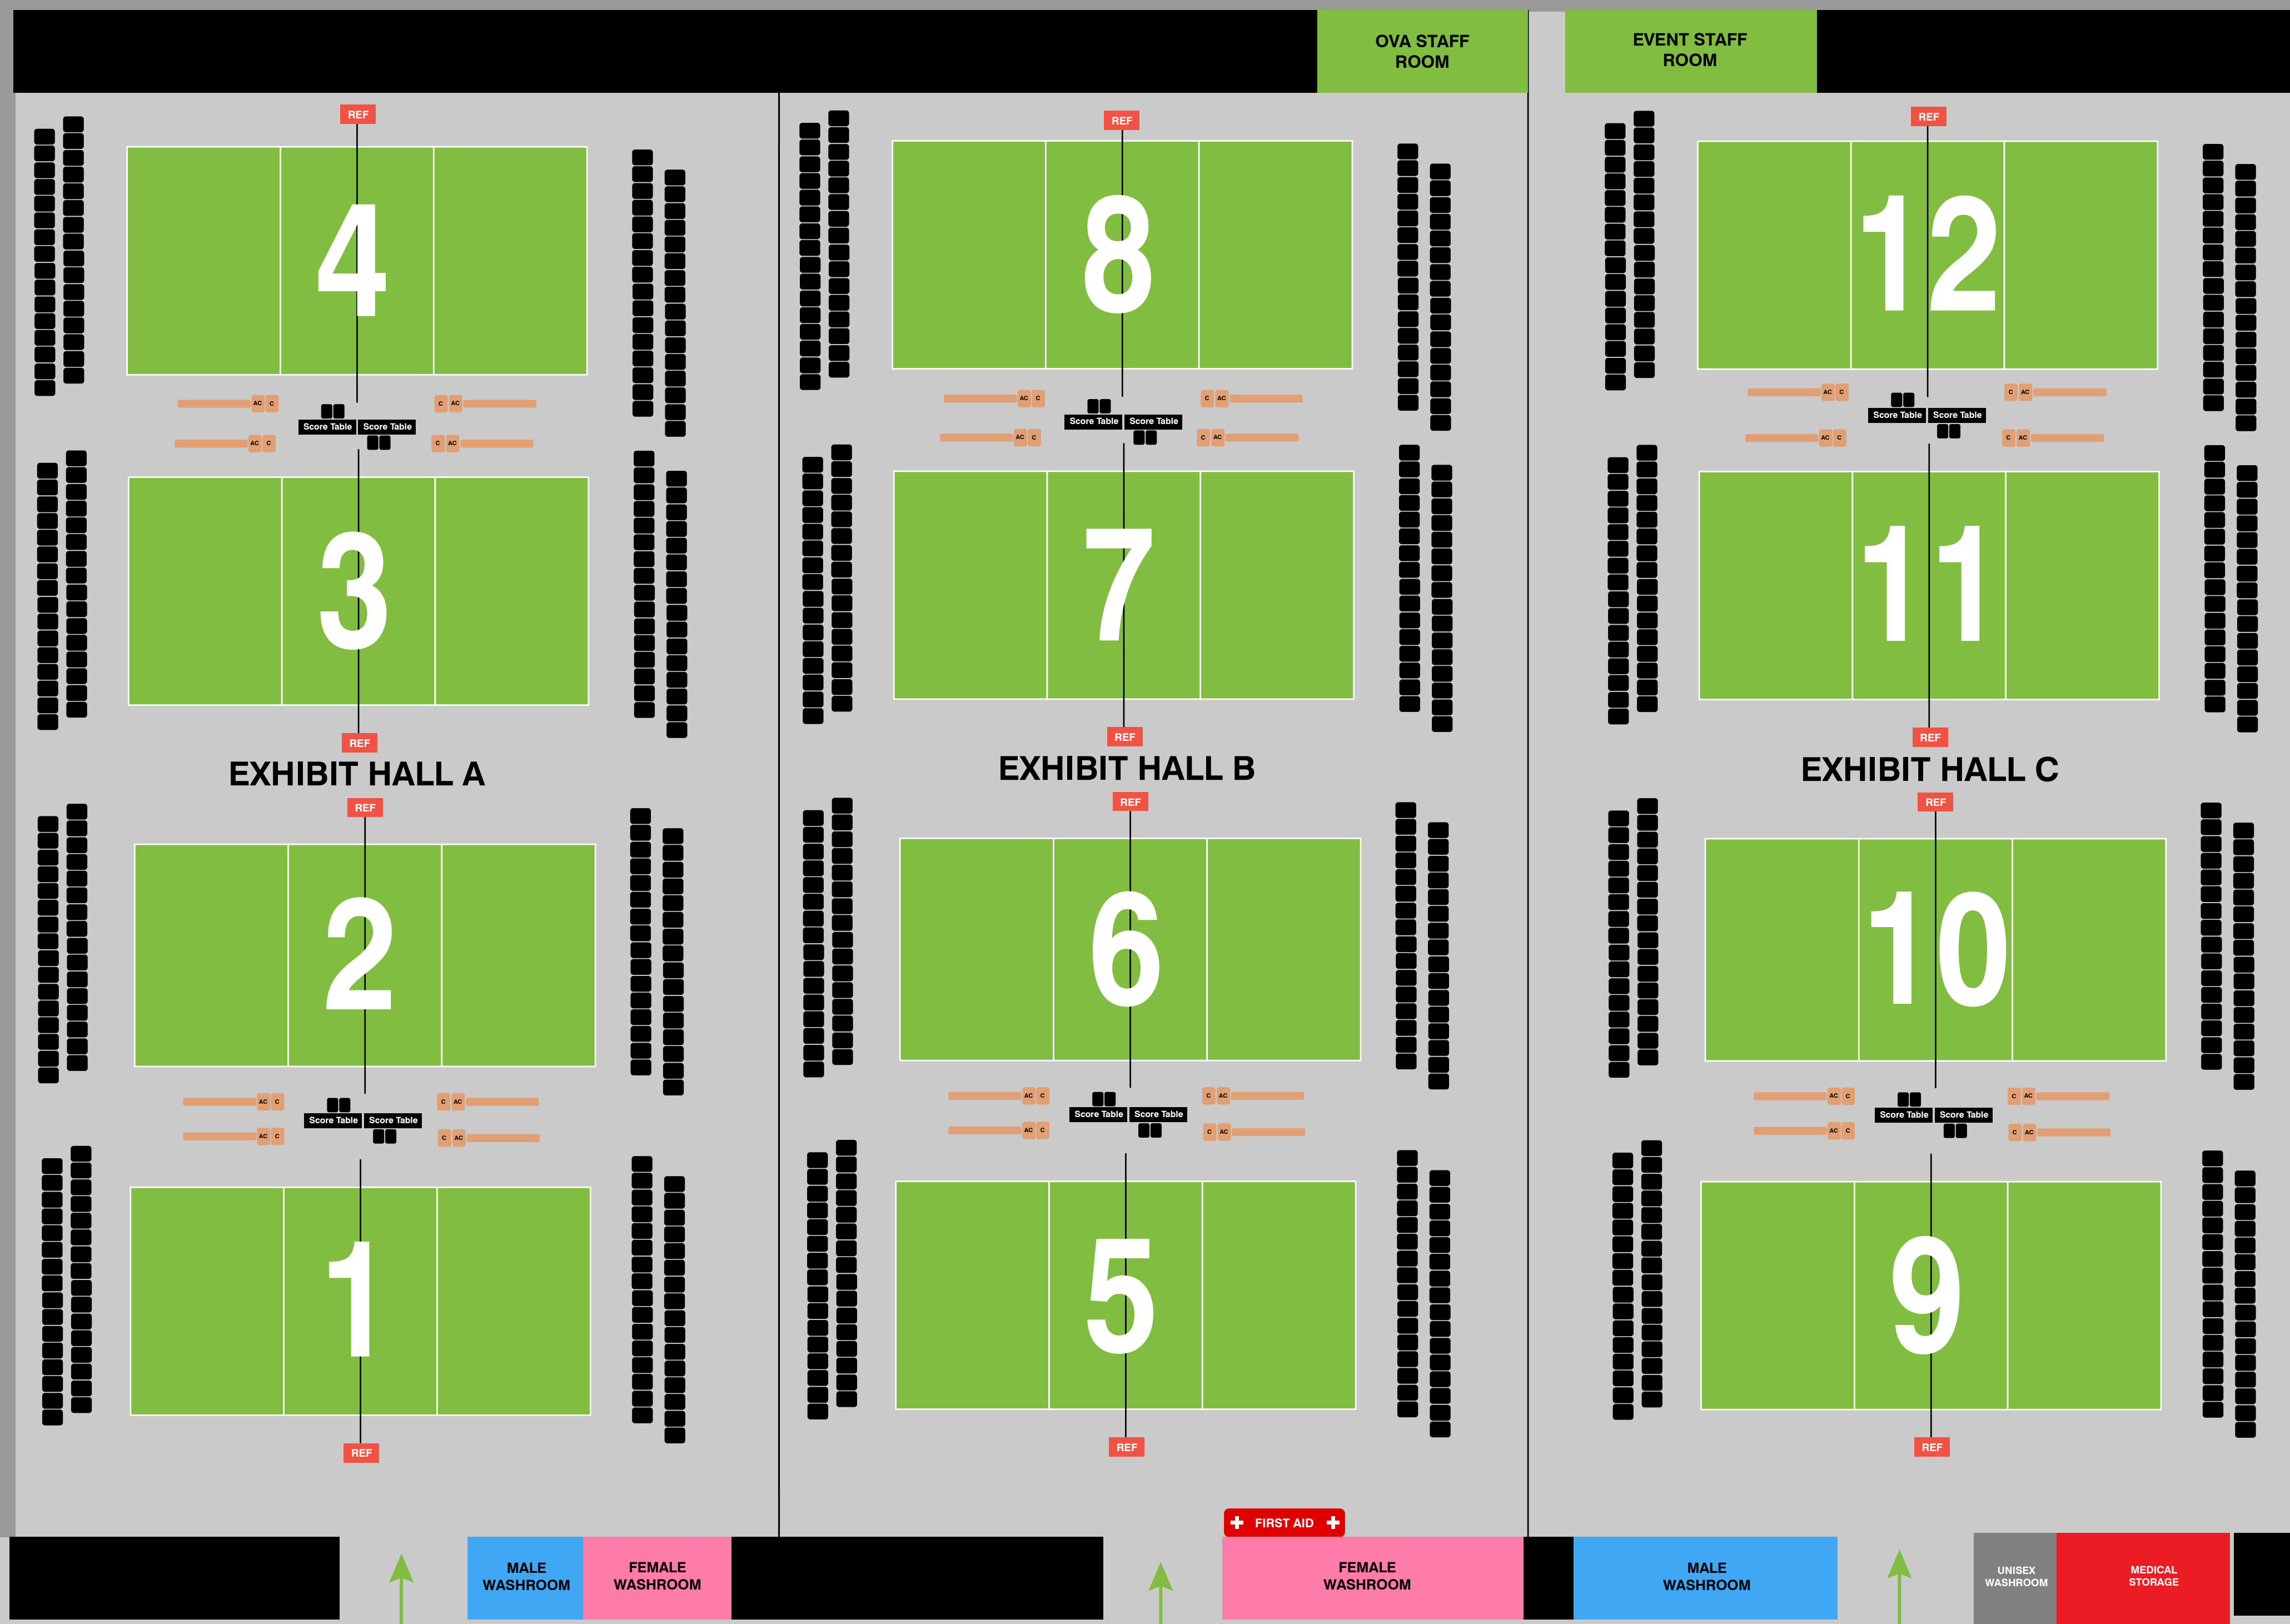 OVA STAFF
ROOM
EVENT STAFF
ROOM
REF
REF
REF
4
8
12
AC C
C AC
AC C
C AC
AC C
C AC
Score Table Score Table
Score Table Score Table
Score Table Score Table
AC C
C AC
AC C
C AC
AC C
C AC
3
7
11
REF
REF
REF
EXHIBIT HALL A
EXHIBIT HALL B
EXHIBIT HALL C
REF
REF
REF
2
6
10
AC C
C AC
AC C
C AC
AC C
C AC
Score Table Score Table
Score Table Score Table
Score Table Score Table
AC C
C AC
AC C
C AC
AC C
C AC
1
5
9
REF
REF
REF
FIRST AID
MALE
WASHROOM
FEMALE
WASHROOM
FEMALE
WASHROOM
MALE
WASHROOM
UNISEX
WASHROOM
MEDICAL
STORAGE